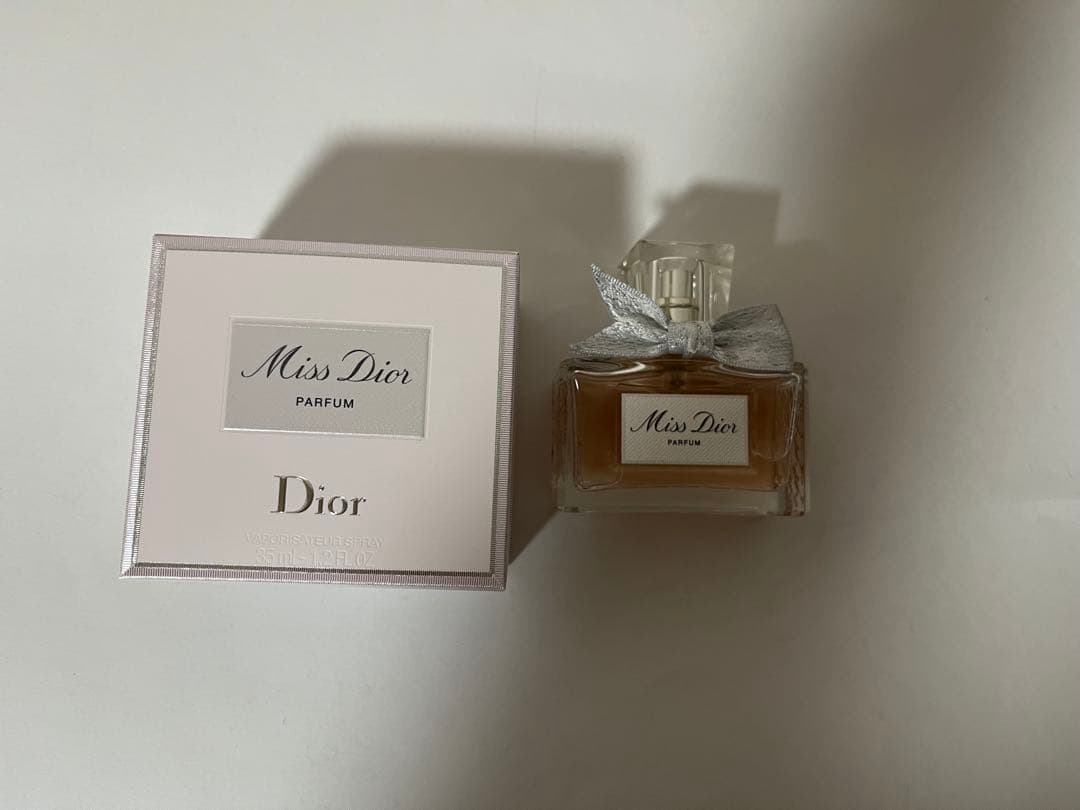 Miss Dior
PARFUM
Dior
VAPORISATEUR SPRAY
35 ml - 1.2 FL.OZ
Miss Dior
PARFUM